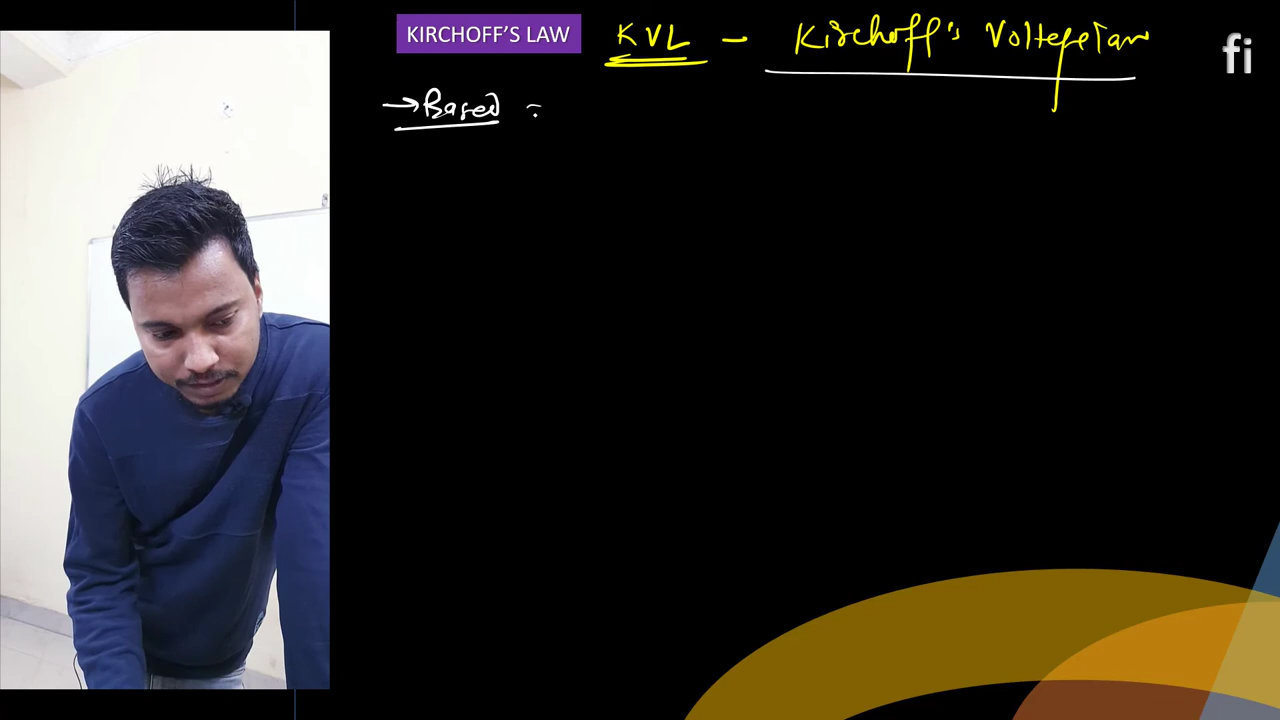 KIRCHOFF'S LAW KVL - Kirchoff's Voltage Law
fi
→ Based :